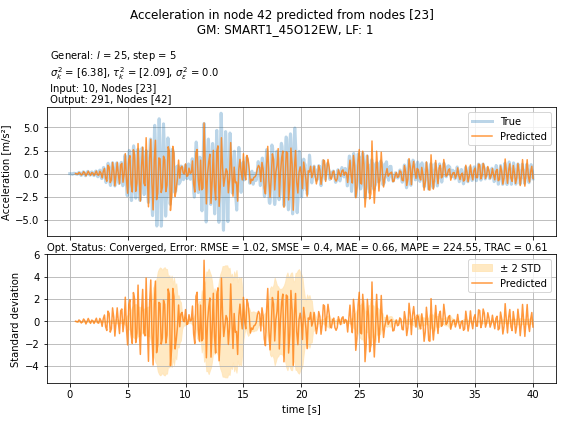 Acceleration in node 42 predicted from nodes [23]
GM: SMART1_45O12EW, LF: 1
General: l = 25, step = 5
σ²ₖ = [6.38], τ²ₖ = [2.09], σ²ε = 0.0
Input: 10, Nodes [23]
Output: 291, Nodes [42]
Acceleration [m/s²]
5.0
2.5
0.0
−2.5
−5.0
True
Predicted
Opt. Status: Converged, Error: RMSE = 1.02, SMSE = 0.4, MAE = 0.66, MAPE = 224.55, TRAC = 0.61
Standard deviation
6
4
2
0
−2
−4
± 2 STD
Predicted
0 5 10 15 20 25 30 35 40
time [s]